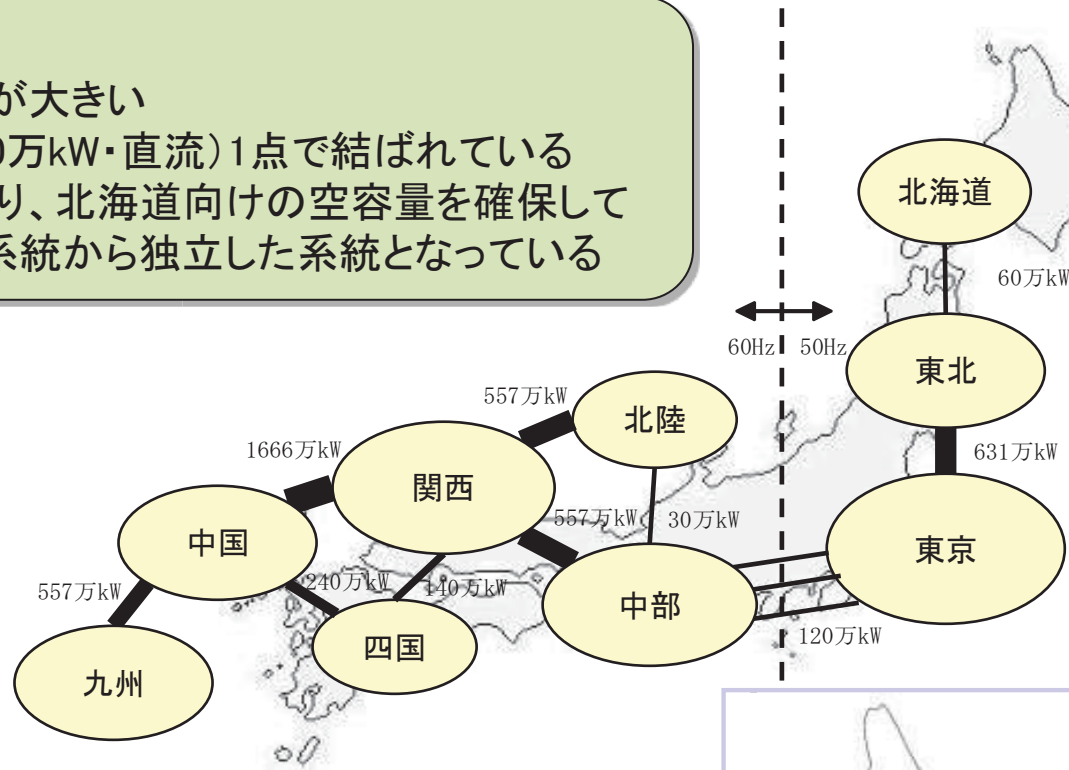 が大きい
0万kW・直流)1点で結ばれている
り、北海道向けの空容量を確保して
系統から独立した系統となっている
北海道
60万kW
60Hz
50Hz
東北
557万kW
北陸
631万kW
1666万kW
関西
557万kW
30万kW
中国
東京
557万kW
240万kW
140万kW
中部
四国
120万kW
九州